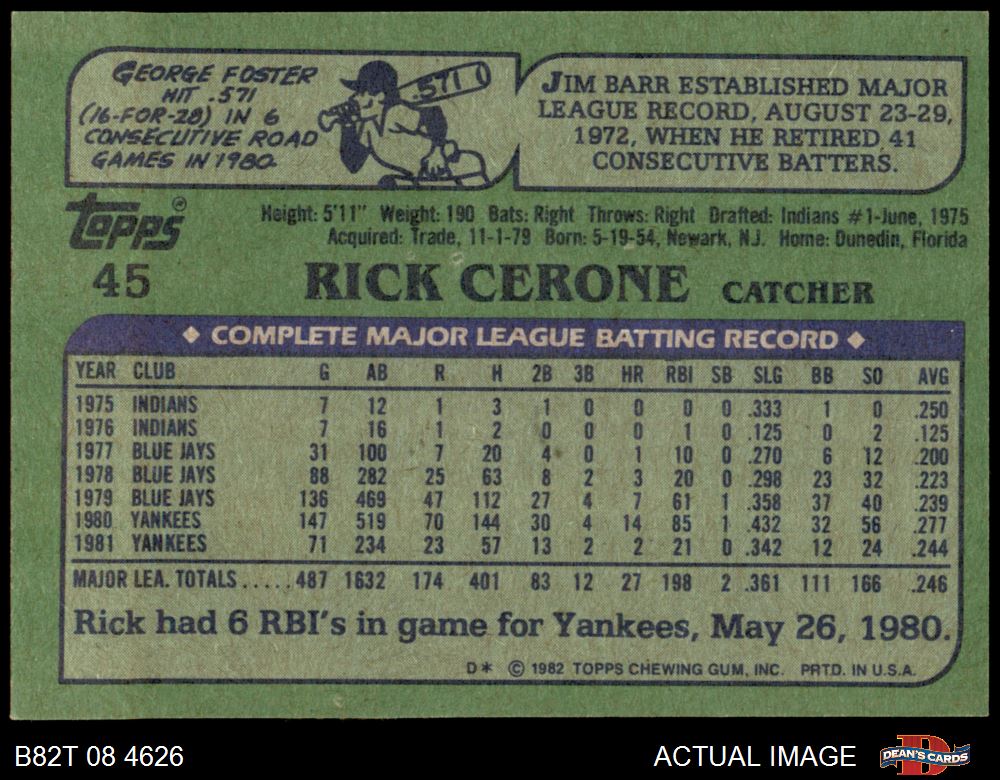 GEORGE FOSTER
HIT .571
(16-FOR-28) IN 6
CONSECUTIVE ROAD
GAMES IN 1980.
.571
JIM BARR ESTABLISHED MAJOR
LEAGUE RECORD, AUGUST 23-29,
1972, WHEN HE RETIRED 41
CONSECUTIVE BATTERS.
Topps®
Height: 5'11" Weight: 190 Bats: Right Throws: Right Drafted: Indians #1-June, 1975
Acquired: Trade, 11-1-79 Born: 5-19-54, Newark, N.J. Home: Dunedin, Florida
45 RICK CERONE CATCHER
◆ COMPLETE MAJOR LEAGUE BATTING RECORD ◆
YEAR CLUB G AB R H 2B 3B HR RBI SB SLG BB SO AVG
1975 INDIANS 7 12 1 3 1 0 0 0 0 .333 1 0 .250
1976 INDIANS 7 16 1 2 0 0 0 1 0 .125 0 2 .125
1977 BLUE JAYS 31 100 7 20 4 0 1 10 0 .270 6 12 .200
1978 BLUE JAYS 88 282 25 63 8 2 3 20 0 .298 23 32 .223
1979 BLUE JAYS 136 469 47 112 27 4 7 61 1 .358 37 40 .239
1980 YANKEES 147 519 70 144 30 4 14 85 1 .432 32 56 .277
1981 YANKEES 71 234 23 57 13 2 2 21 0 .342 12 24 .244
MAJOR LEA. TOTALS.....487 1632 174 401 83 12 27 198 2 .361 111 166 .246
Rick had 6 RBI's in game for Yankees, May 26, 1980.
D* © 1982 TOPPS CHEWING GUM, INC. PRTD. IN U.S.A.
B82T 08 4626 ACTUAL IMAGE DEAN'S CARDS